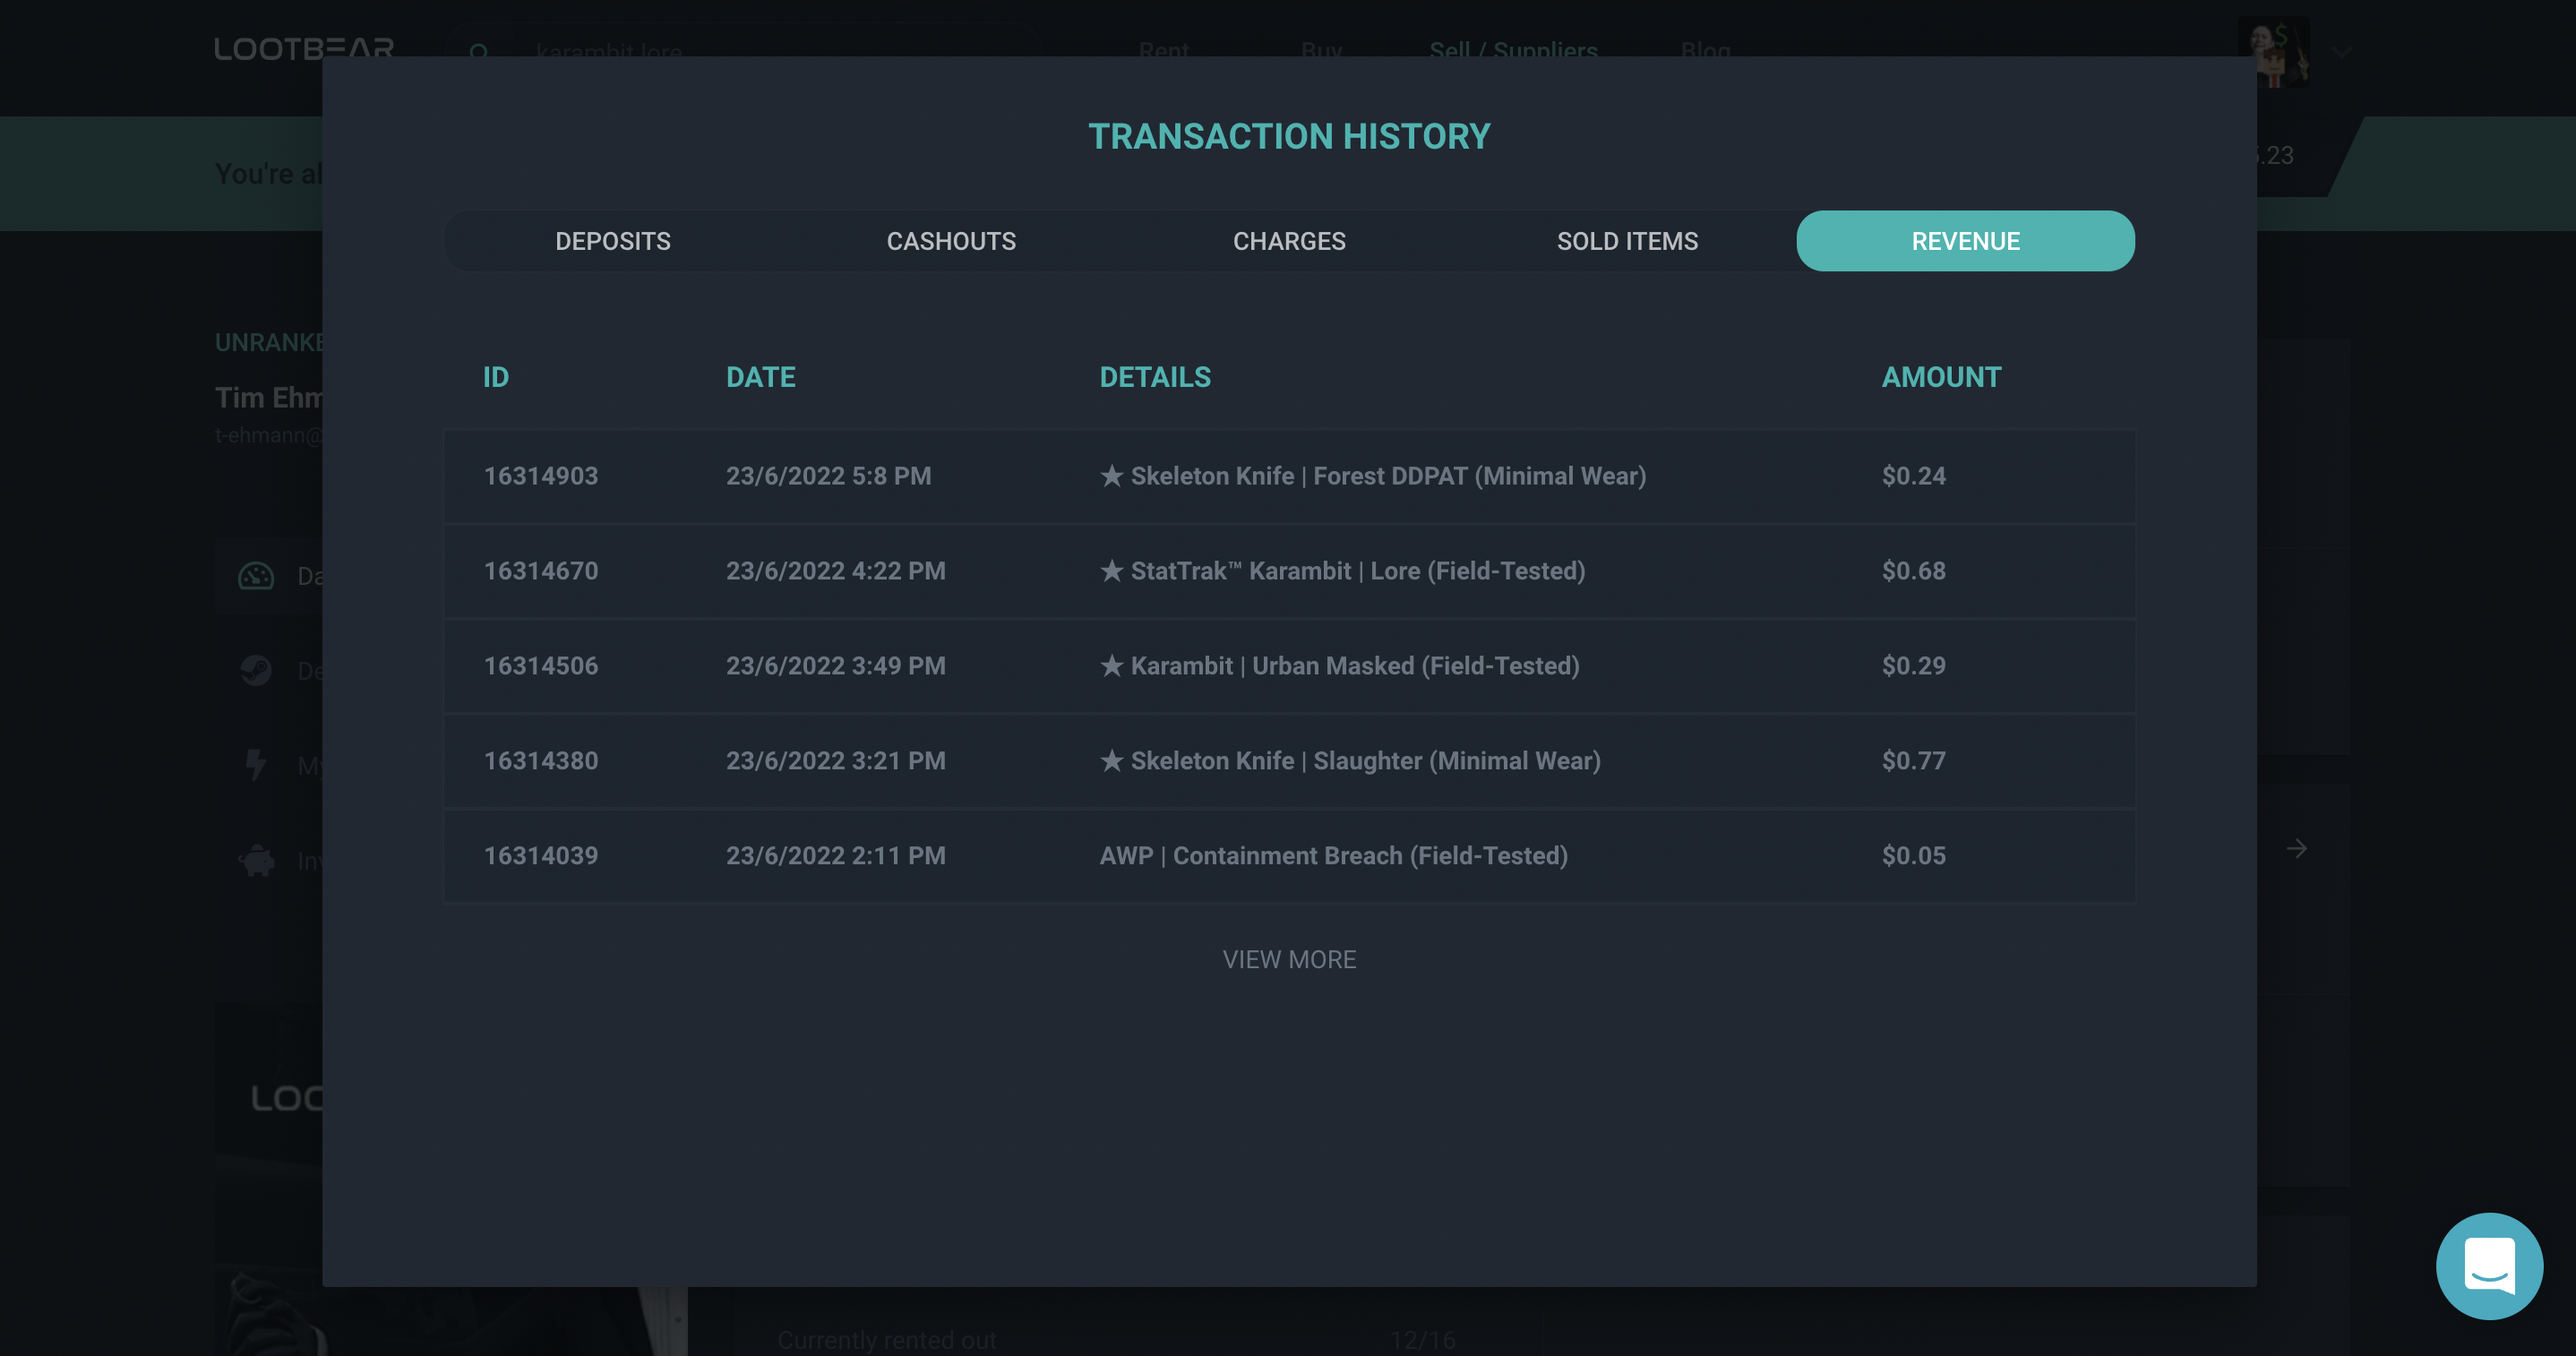 LOOTBEAR karambit lore Rent Buy Sell / Suppliers Blog
You're
.23
TRANSACTION HISTORY
DEPOSITS CASHOUTS CHARGES SOLD ITEMS REVENUE
UNRANKE
Tim Ehm
t-ehmann@
ID DATE DETAILS AMOUNT
16314903 23/6/2022 5:8 PM ★ Skeleton Knife | Forest DDPAT (Minimal Wear) $0.24
16314670 23/6/2022 4:22 PM ★ StatTrak™ Karambit | Lore (Field-Tested) $0.68
16314506 23/6/2022 3:49 PM ★ Karambit | Urban Masked (Field-Tested) $0.29
16314380 23/6/2022 3:21 PM ★ Skeleton Knife | Slaughter (Minimal Wear) $0.77
16314039 23/6/2022 2:11 PM AWP | Containment Breach (Field-Tested) $0.05
VIEW MORE
Da
De
My
Inv
LOO
Currently rented out 12/16